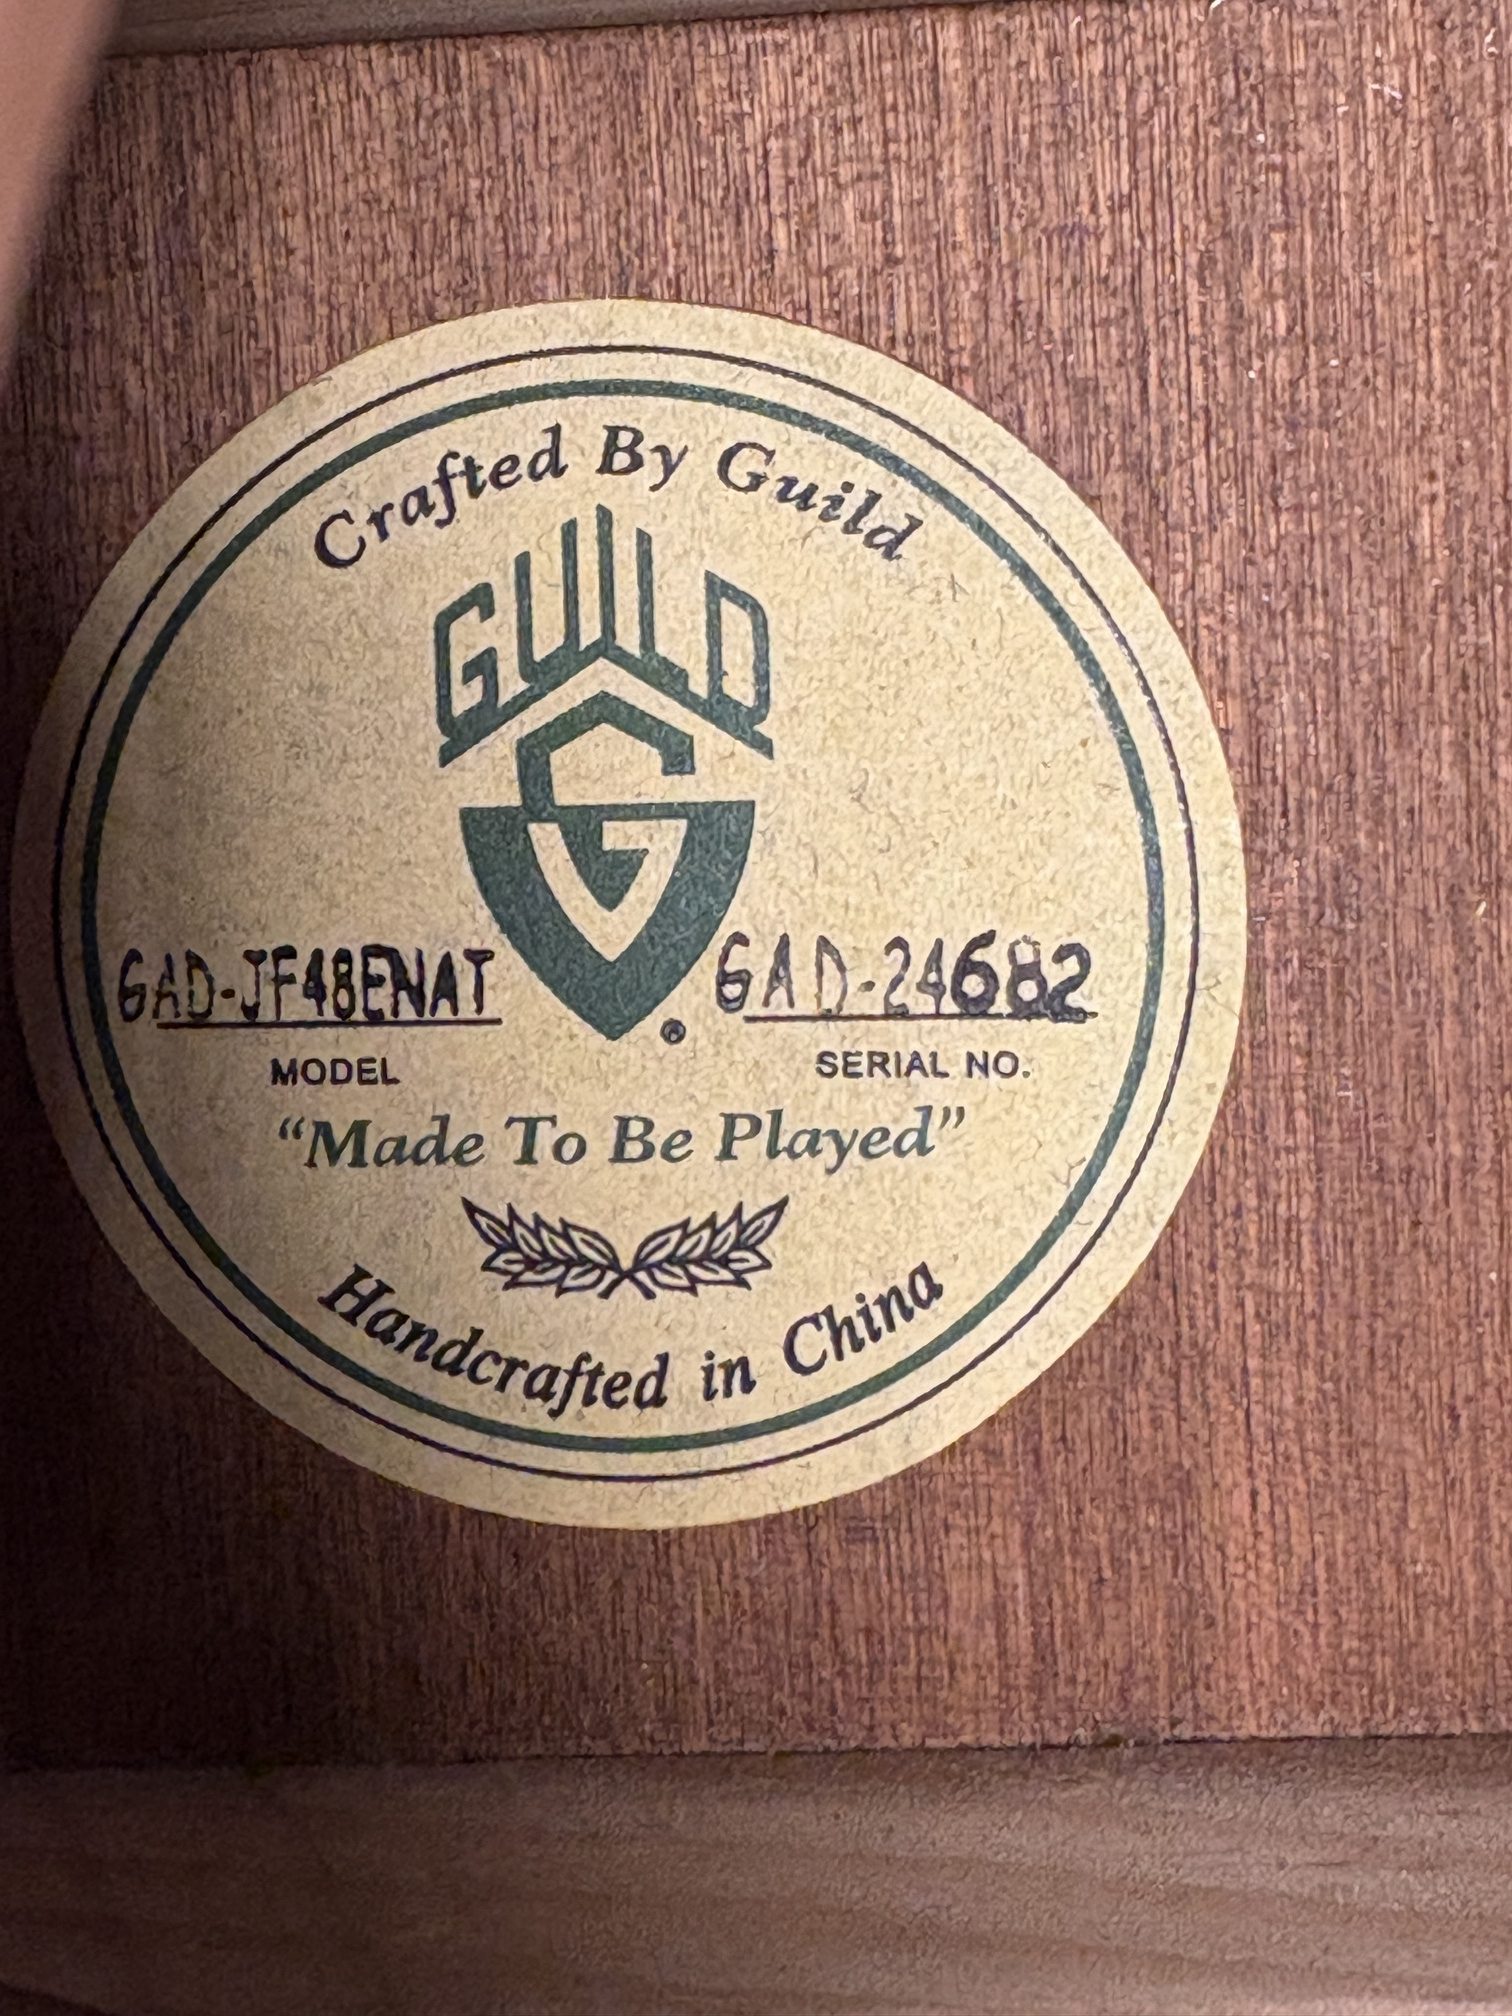 Crafted By Guild
GUILD
G
GAD-JF48ENAT GAD-24682
®
MODEL SERIAL NO.
“Made To Be Played”
Handcrafted in China